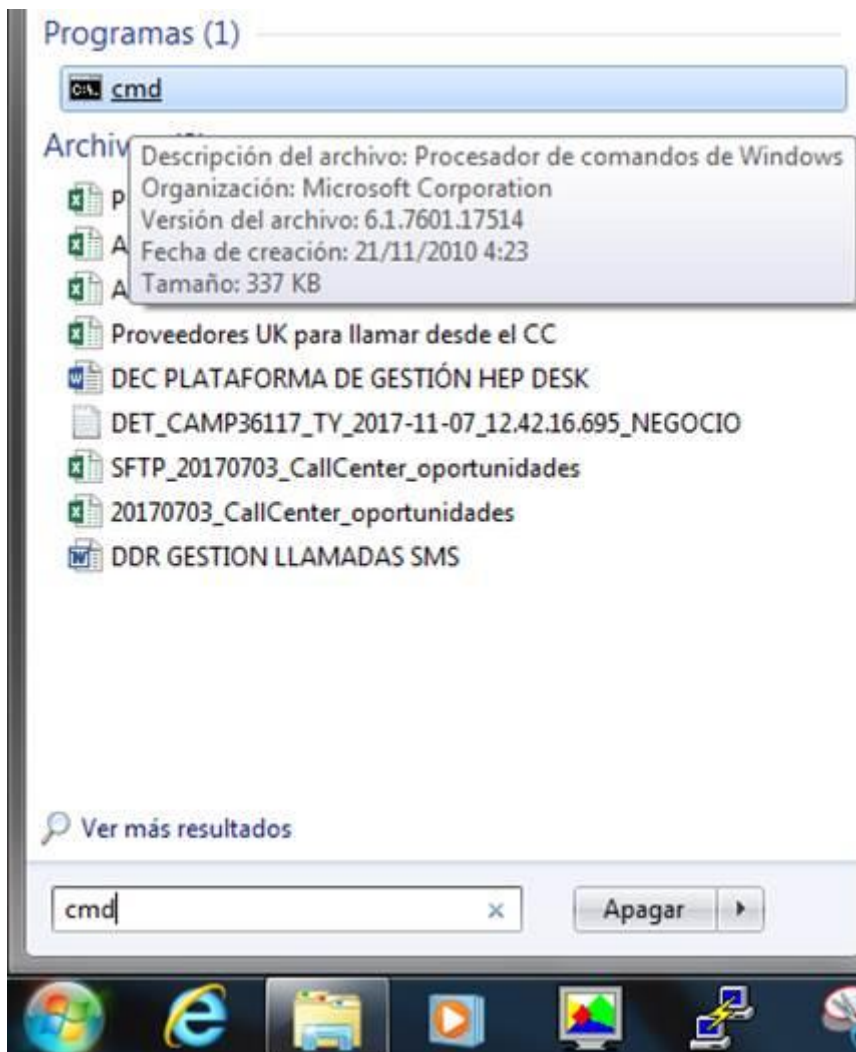 Programas (1)
cmd
Archiv
Descripción del archivo: Procesador de comandos de Windows
Organización: Microsoft Corporation
Versión del archivo: 6.1.7601.17514
Fecha de creación: 21/11/2010 4:23
Tamaño: 337 KB
P
A
A
Proveedores UK para llamar desde el CC
DEC PLATAFORMA DE GESTIÓN HEP DESK
DET_CAMP36117_TY_2017-11-07_12.42.16.695_NEGOCIO
SFTP_20170703_CallCenter_oportunidades
20170703_CallCenter_oportunidades
DDR GESTION LLAMADAS SMS
Ver más resultados
cmd
Apagar